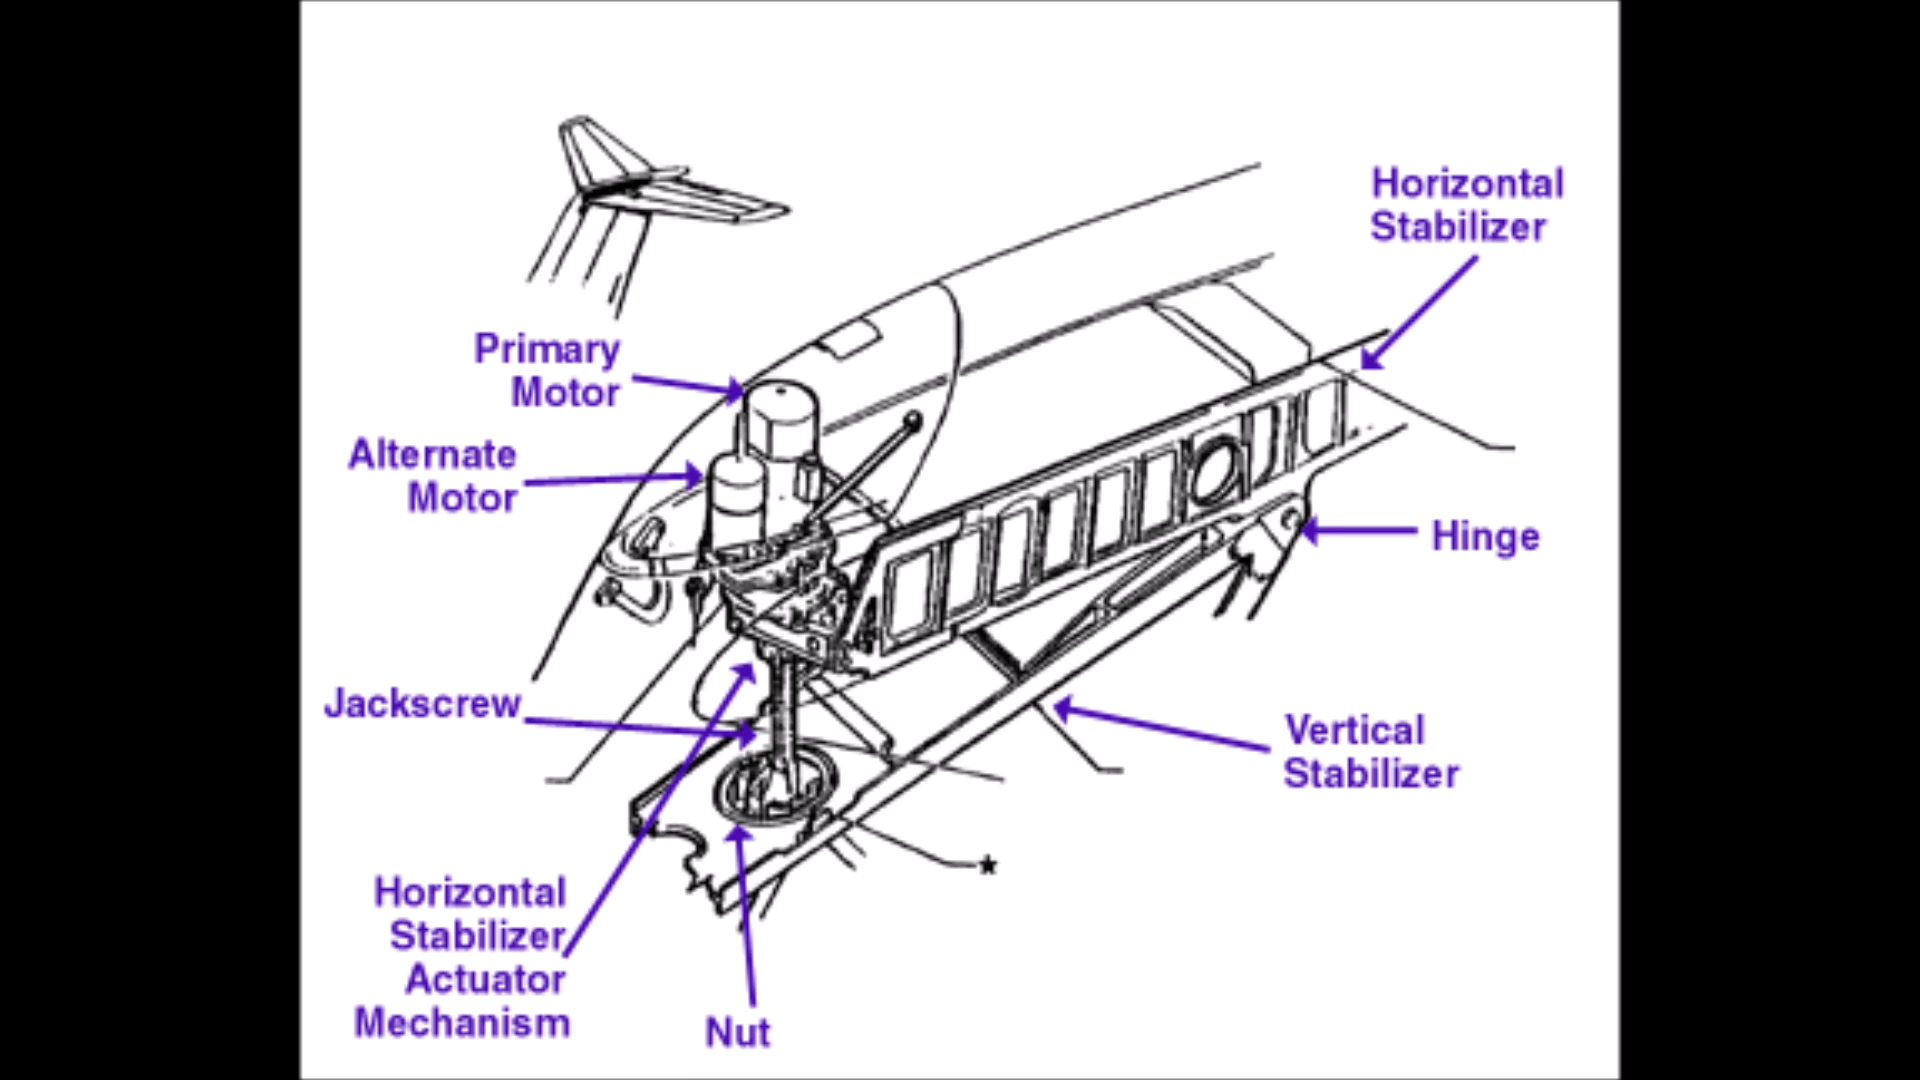 Horizontal
Stabilizer
Primary
Motor
Alternate
Motor
Hinge
Jackscrew
Vertical
Stabilizer
Horizontal
Stabilizer
Actuator
Mechanism
Nut